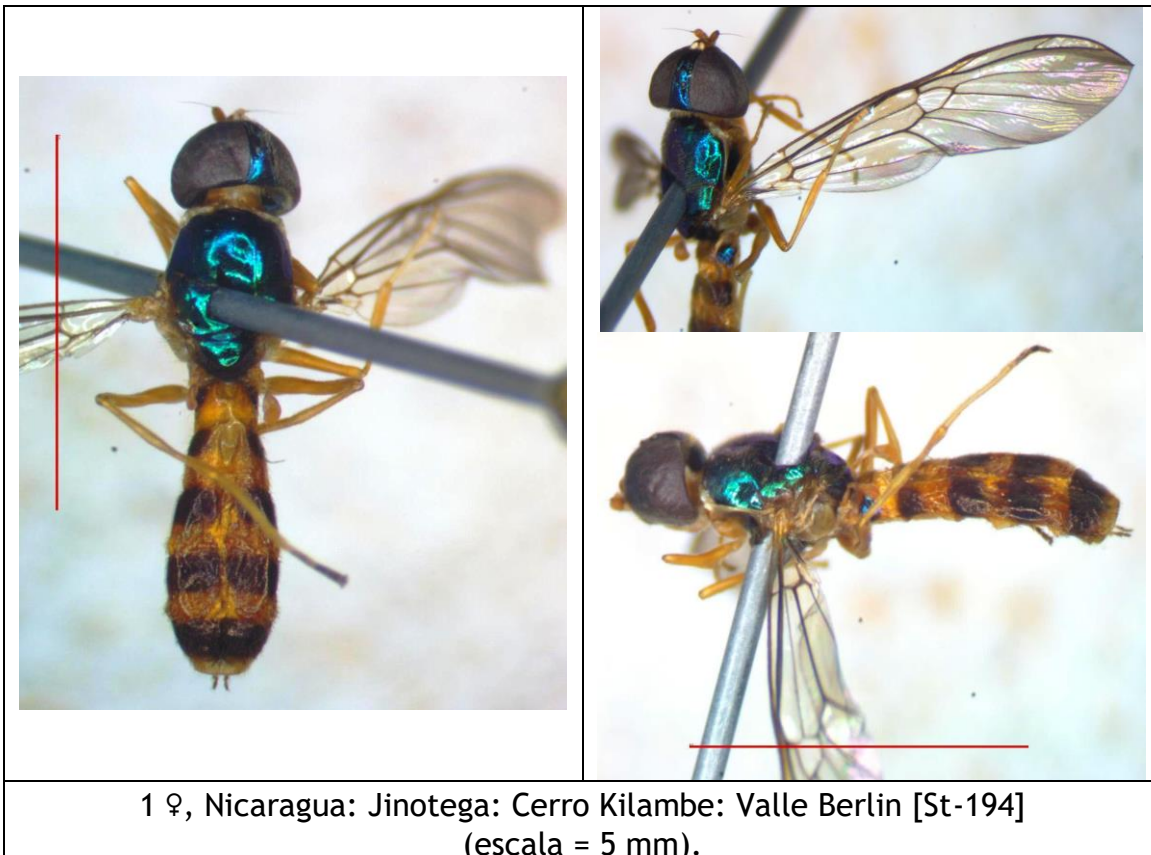 1 ♀, Nicaragua: Jinotega: Cerro Kilambe: Valle Berlin [St-194]
(escala = 5 mm).